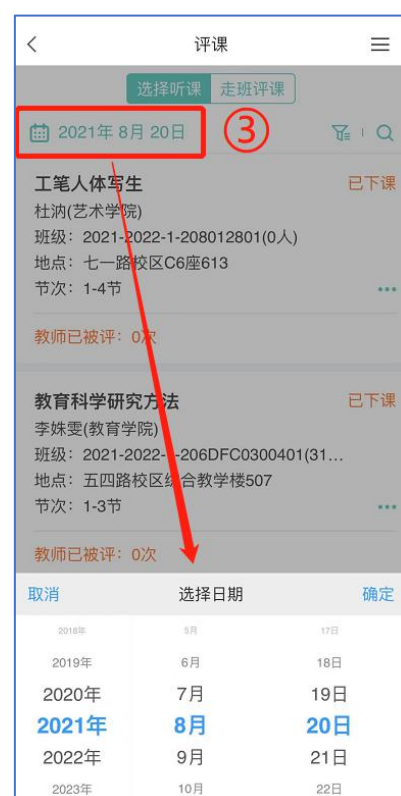 评课
选择听课 走班评课
2021年 8月 20日 ③
工笔人体写生 已下课
杜汭(艺术学院)
班级：2021-2022-1-208012801(0人)
地点：七一路校区C6座613
节次：1-4节
教师已被评：0次
教育科学研究方法 已下课
李姝雯(教育学院)
班级：2021-2022-1-206DFC0300401(31...
地点：五四路校区综合教学楼507
节次：1-3节
教师已被评：0次
取消 选择日期 确定
2018年 5月 17日
2019年 6月 18日
2020年 7月 19日
2021年 8月 20日
2022年 9月 21日
2023年 10月 22日